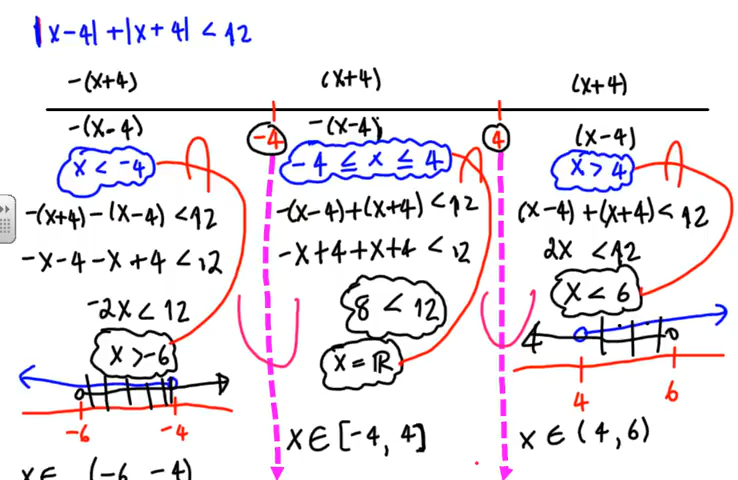 |x-4| + |x+4| < 12
-(x+4) (x+4) (x+4)
-(x-4) -4 -(x-4) 4 (x-4)
x < -4 ∩ -4 ≤ x ≤ 4 ∩ x > 4 ∩
-(x+4) - (x-4) < 12
-x-4-x+4 < 12
-2x < 12
x > -6
-6 -4
x ∈ (-6, -4)
-(x-4) + (x+4) < 12
-x+4+x+4 < 12
8 < 12
x = ℝ
x ∈ [-4, 4]
(x-4) + (x+4) < 12
2x < 12
x < 6
4 6
x ∈ (4, 6)